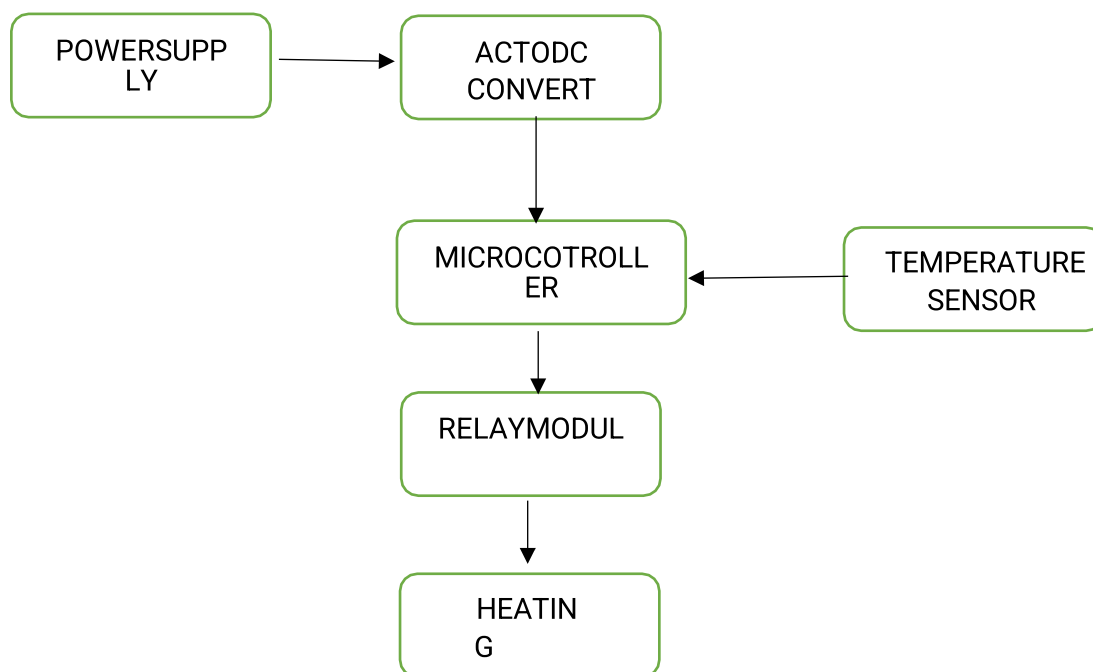 POWERSUPP
LY
ACTODC
CONVERT
MICROCOTROLL
ER
TEMPERATURE
SENSOR
RELAYMODUL
HEATIN
G